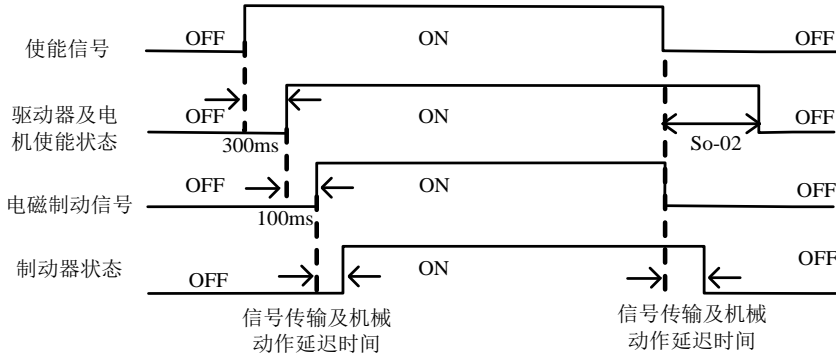 使能信号
OFF
ON
OFF
驱动器及电
机使能状态
OFF
ON
OFF
300ms
So-02
电磁制动信号
OFF
ON
OFF
100ms
制动器状态
OFF
ON
OFF
信号传输及机械
动作延迟时间
信号传输及机械
动作延迟时间